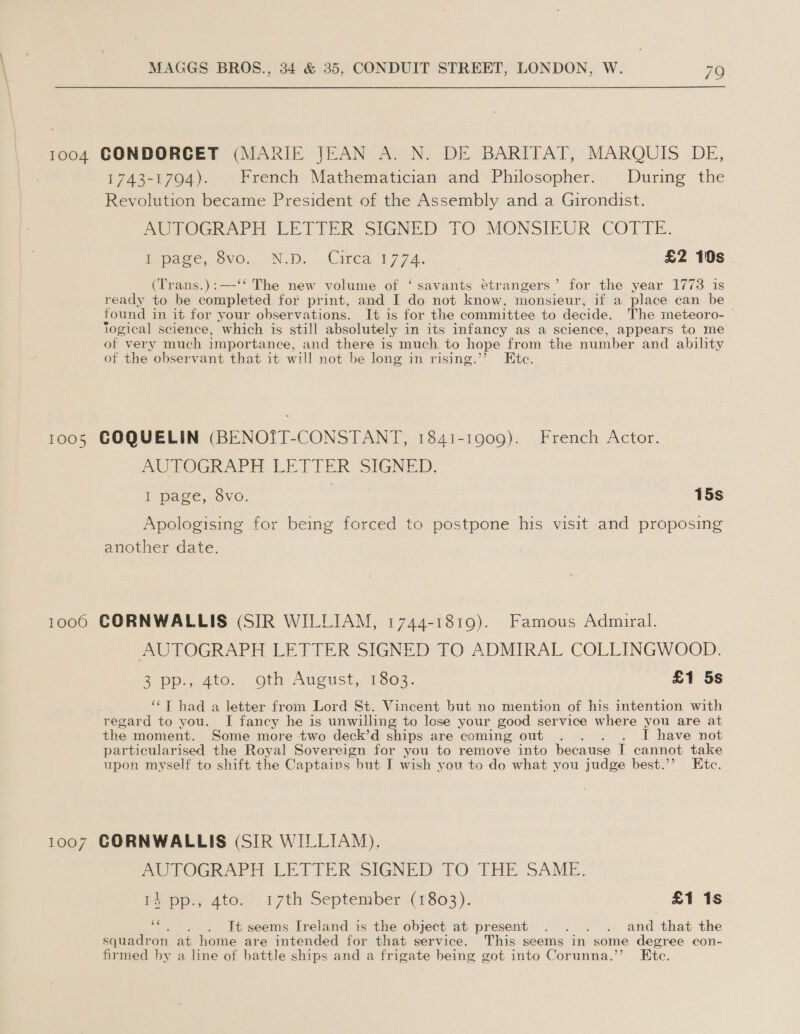 MAGGS BROS., 34 & 35, CONDUIT STREET, LONDON, W. 79
1004 CONDORCET (MARIE JEAN A. N. DE BARITAT, MARQUIS DE,
1743-1794). French Mathematician and Philosopher. During the
Revolution became President of the Assembly and a Girondist.
AUTOGRAPH LETTER SIGNED TO MONSIEUR COTTE.
1 page, 8vo. N.D. Circa 1774. £2 10s
(Trans.):—“ The new volume of ‘ savants étrangers ’ for the year 1773 is
ready to be completed for print, and I do not know, monsieur, if a place can be
found in it for your observations. It is for the committee to decide. The meteoro-
logical science, which is still absolutely in its infancy as a science, appears to me
of very much importance, and there is much to hope from the number and ability
of the observant that it will not be long in rising.” Etc.
1005 COQUELIN (BENOÎT-CONSTANT, 1841-1909). French Actor.
AUTOGRAPH LETTER SIGNED.
1 page, 8vo. 15s
Apologising for being forced to postpone his visit and proposing
another date.
1006 CORNWALLIS (SIR WILLIAM, 1744-1819). Famous Admiral.
AUTOGRAPH LETTER SIGNED TO ADMIRAL COLLINGWOOD.
3 pp., 4to. 9th August, 1803. £1 5s
“ I had a letter from Lord St. Vincent but no mention of his intention with
regard to you. I fancy he is unwilling to lose your good service where you are at
the moment. Some more two deck’d ships are coming out . . . . I have not
particularised the Royal Sovereign for you to remove into because I cannot take
upon myself to shift the Captains but I wish you to do what you judge best.” Etc.
1007 CORNWALLIS (SIR WILLIAM).
AUTOGRAPH LETTER SIGNED TO THE SAME.
1½ pp., 4to. 17th September (1803). £1 1s
“ . . . It seems Ireland is the object at present . . . . and that the
squadron at home are intended for that service. This seems in some degree con-
firmed by a line of battle ships and a frigate being got into Corunna.” Etc.